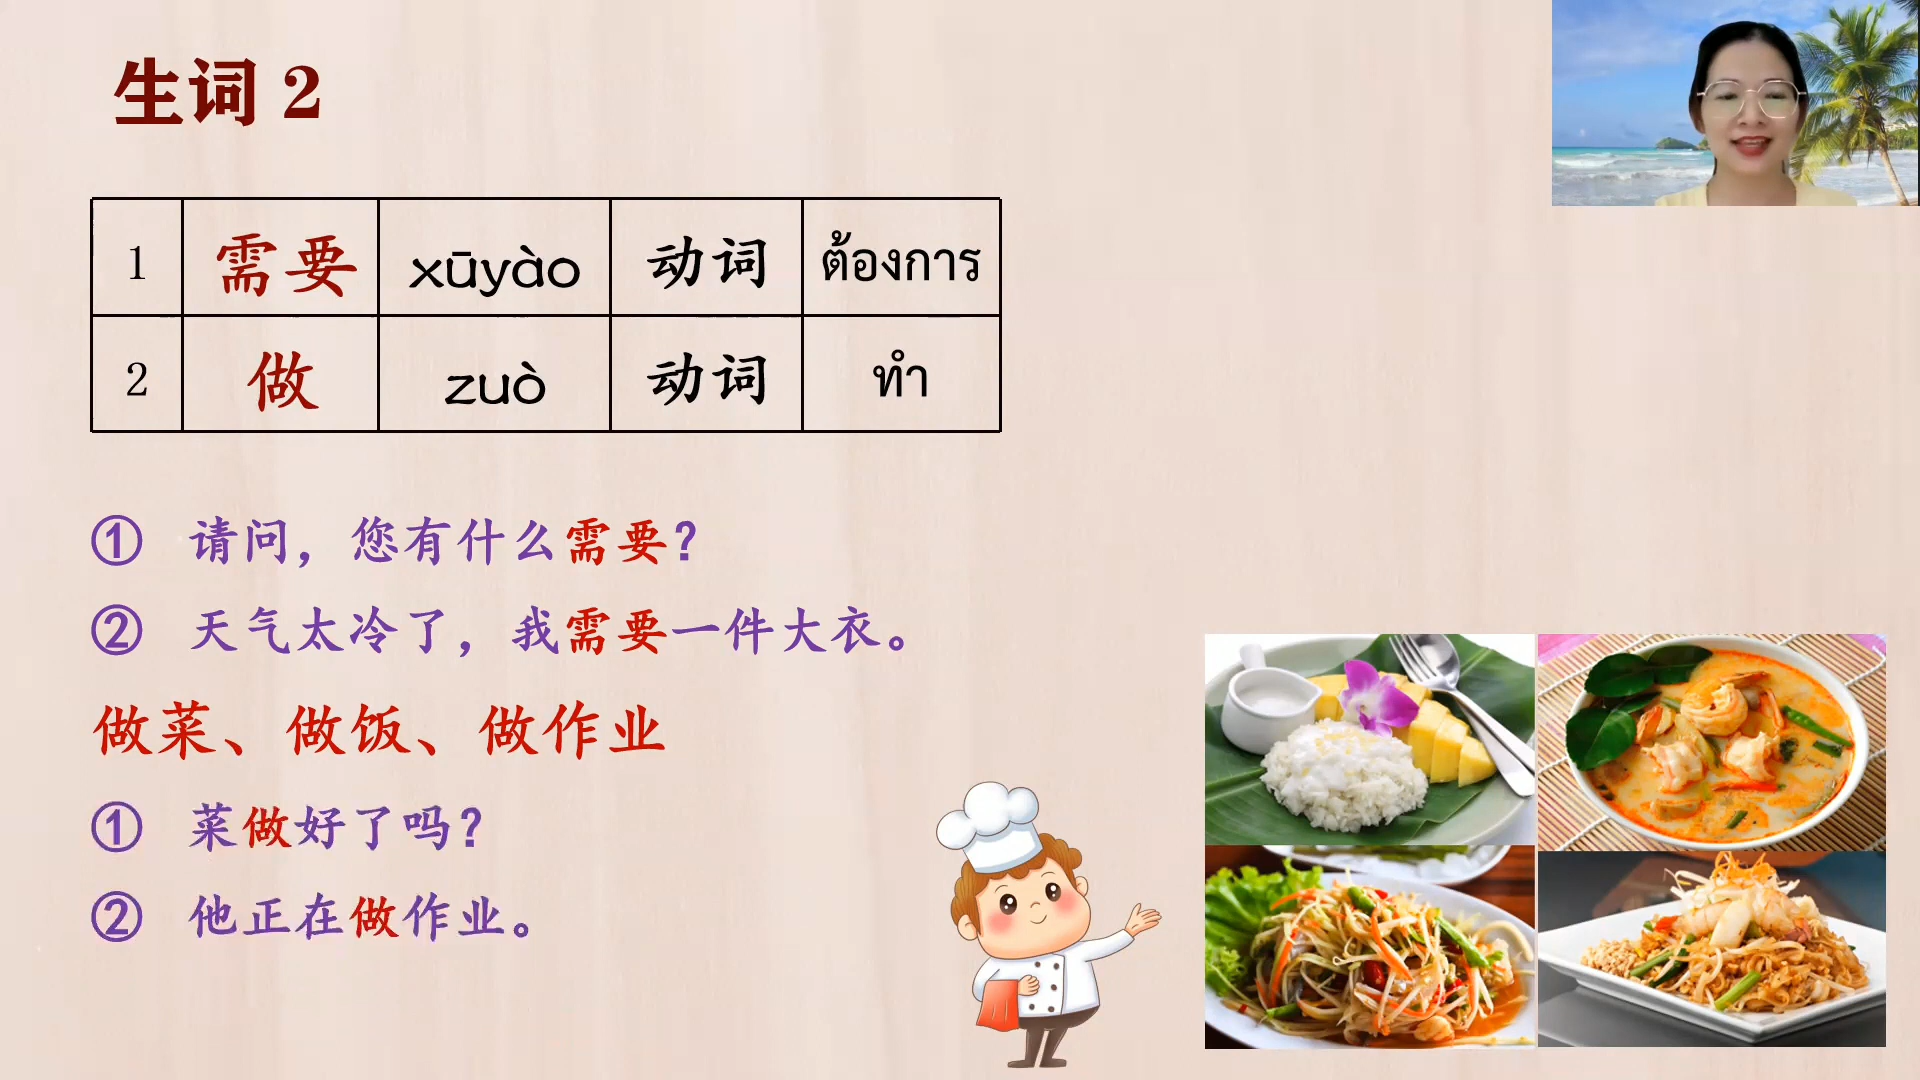 生词 2
1 需要 xūyào 动词 ต้องการ
2 做 zuò 动词 ทำ
① 请问，您有什么需要？
② 天气太冷了，我需要一件大衣。
做菜、做饭、做作业
① 菜做好了吗？
② 他正在做作业。